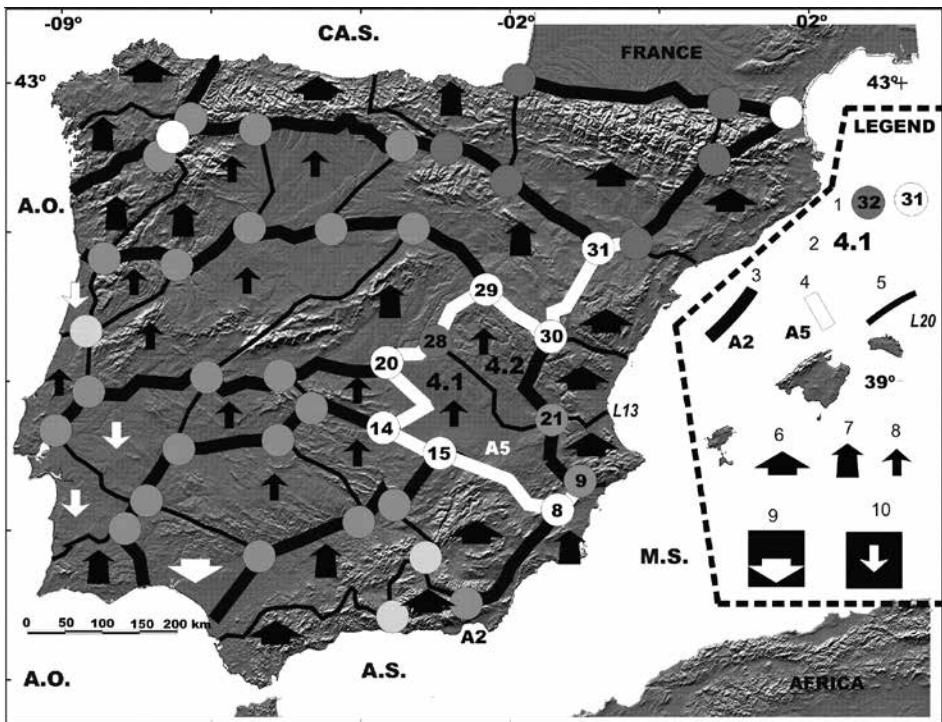 -09º
-02º
02º
CA.S.
FRANCE
43º
43º+
LEGEND
A.O.
1
32
31
2
4.1
3
4
5
A2
A5
L20
31
29
30
28
4.2
20
4.1
39º
21
L13
14
15
A5
9
8
6
7
8
9
10
M.S.
0 50 100 150 200 km
A2
A.O.
A.S.
AFRICA